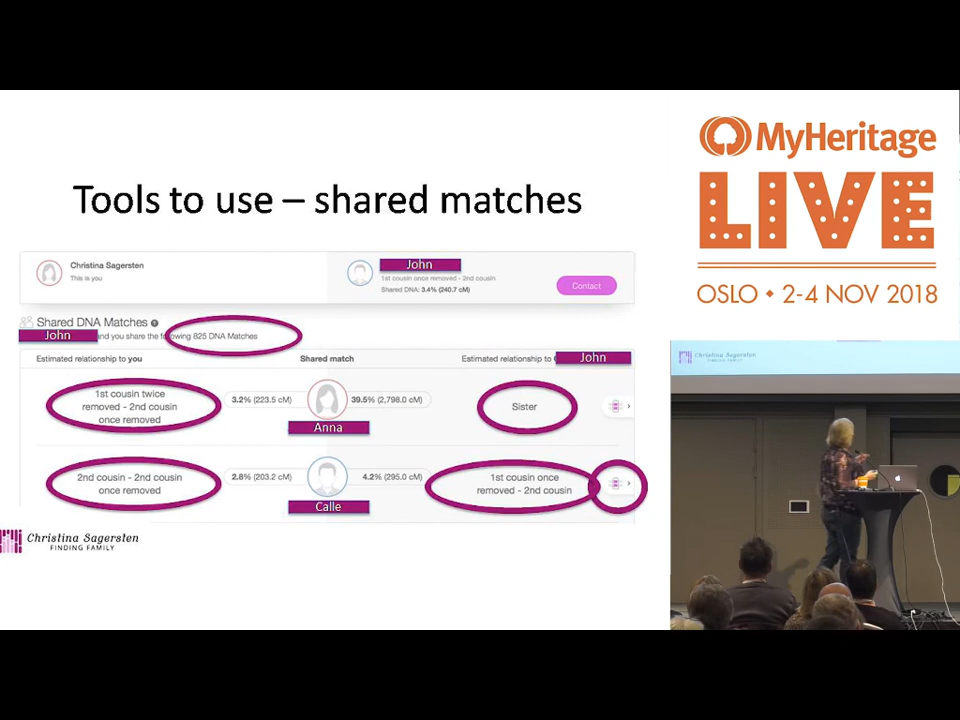 Tools to use – shared matches
Christina Sagersten
This is you
John
1st cousin once removed - 2nd cousin
Shared DNA: 3.4% (240.7 cM)
Contact
Shared DNA Matches
John and you share the following 825 DNA Matches
Estimated relationship to you
Shared match
Estimated relationship to
John
1st cousin twice
removed - 2nd cousin
once removed
3.2% (223.5 cM)
39.5% (2,798.0 cM)
Anna
Sister
2nd cousin - 2nd cousin
once removed
2.8% (203.2 cM)
4.2% (295.0 cM)
Calle
1st cousin once
removed - 2nd cousin
Christina Sagersten
FINDING FAMILY
MyHeritage
LIVE
OSLO • 2-4 NOV 2018
Christina Sagersten
FINDING FAMILY